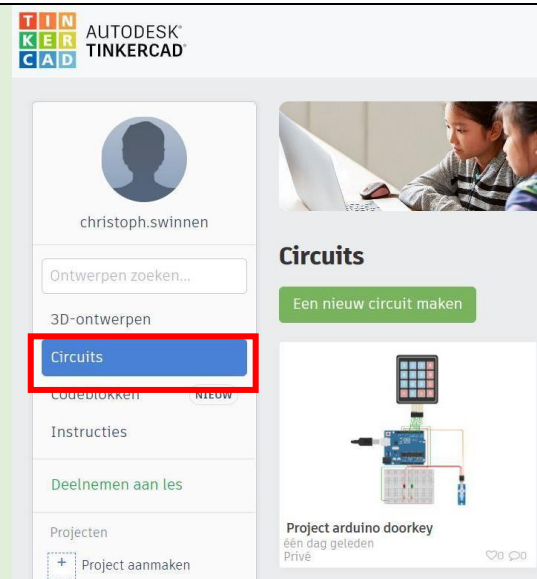 TIN
KER
CAD
AUTODESK®
TINKERCAD®
christoph.swinnen
Ontwerpen zoeken...
3D-ontwerpen
Circuits
Codeblokken NIEUW
Instructies
Deelnemen aan les
Projecten
+ Project aanmaken
Circuits
Een nieuw circuit maken
Project arduino doorkey
één dag geleden
Privé 0 0